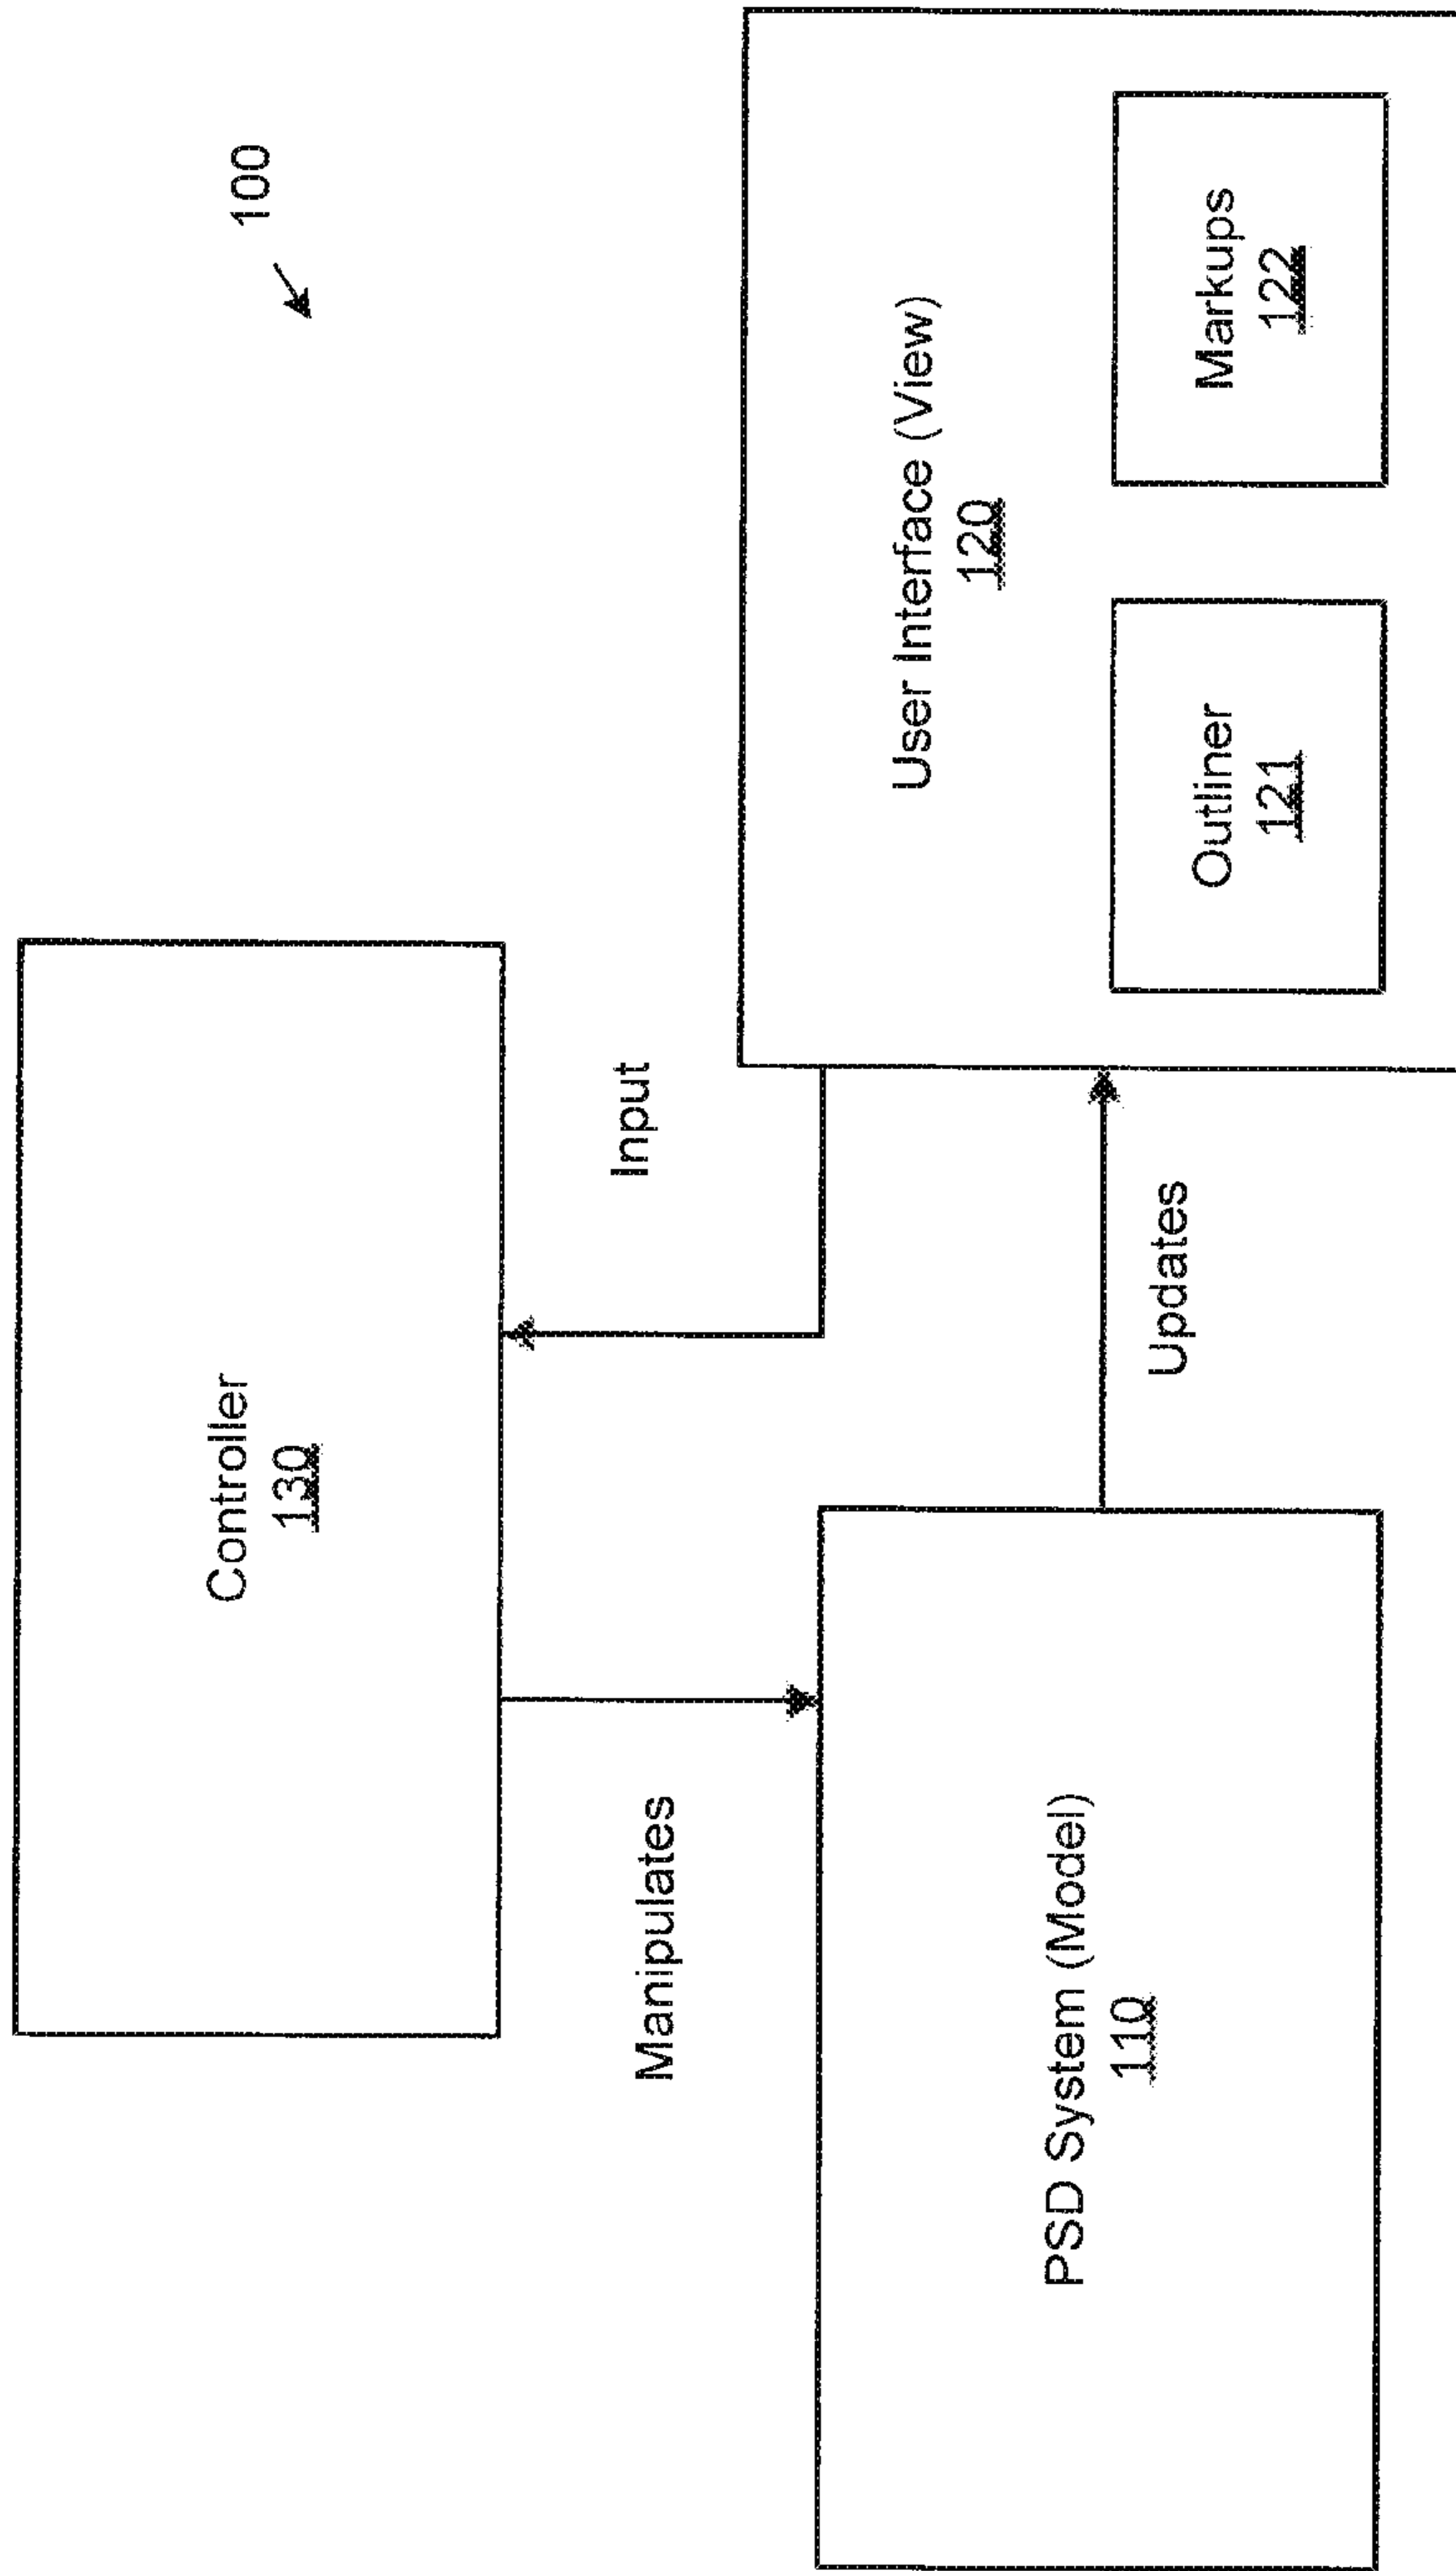 100
Controller
130
Manipulates
Input
PSD System (Model)
110
Updates
User Interface (View)
120
Outliner
121
Markups
122